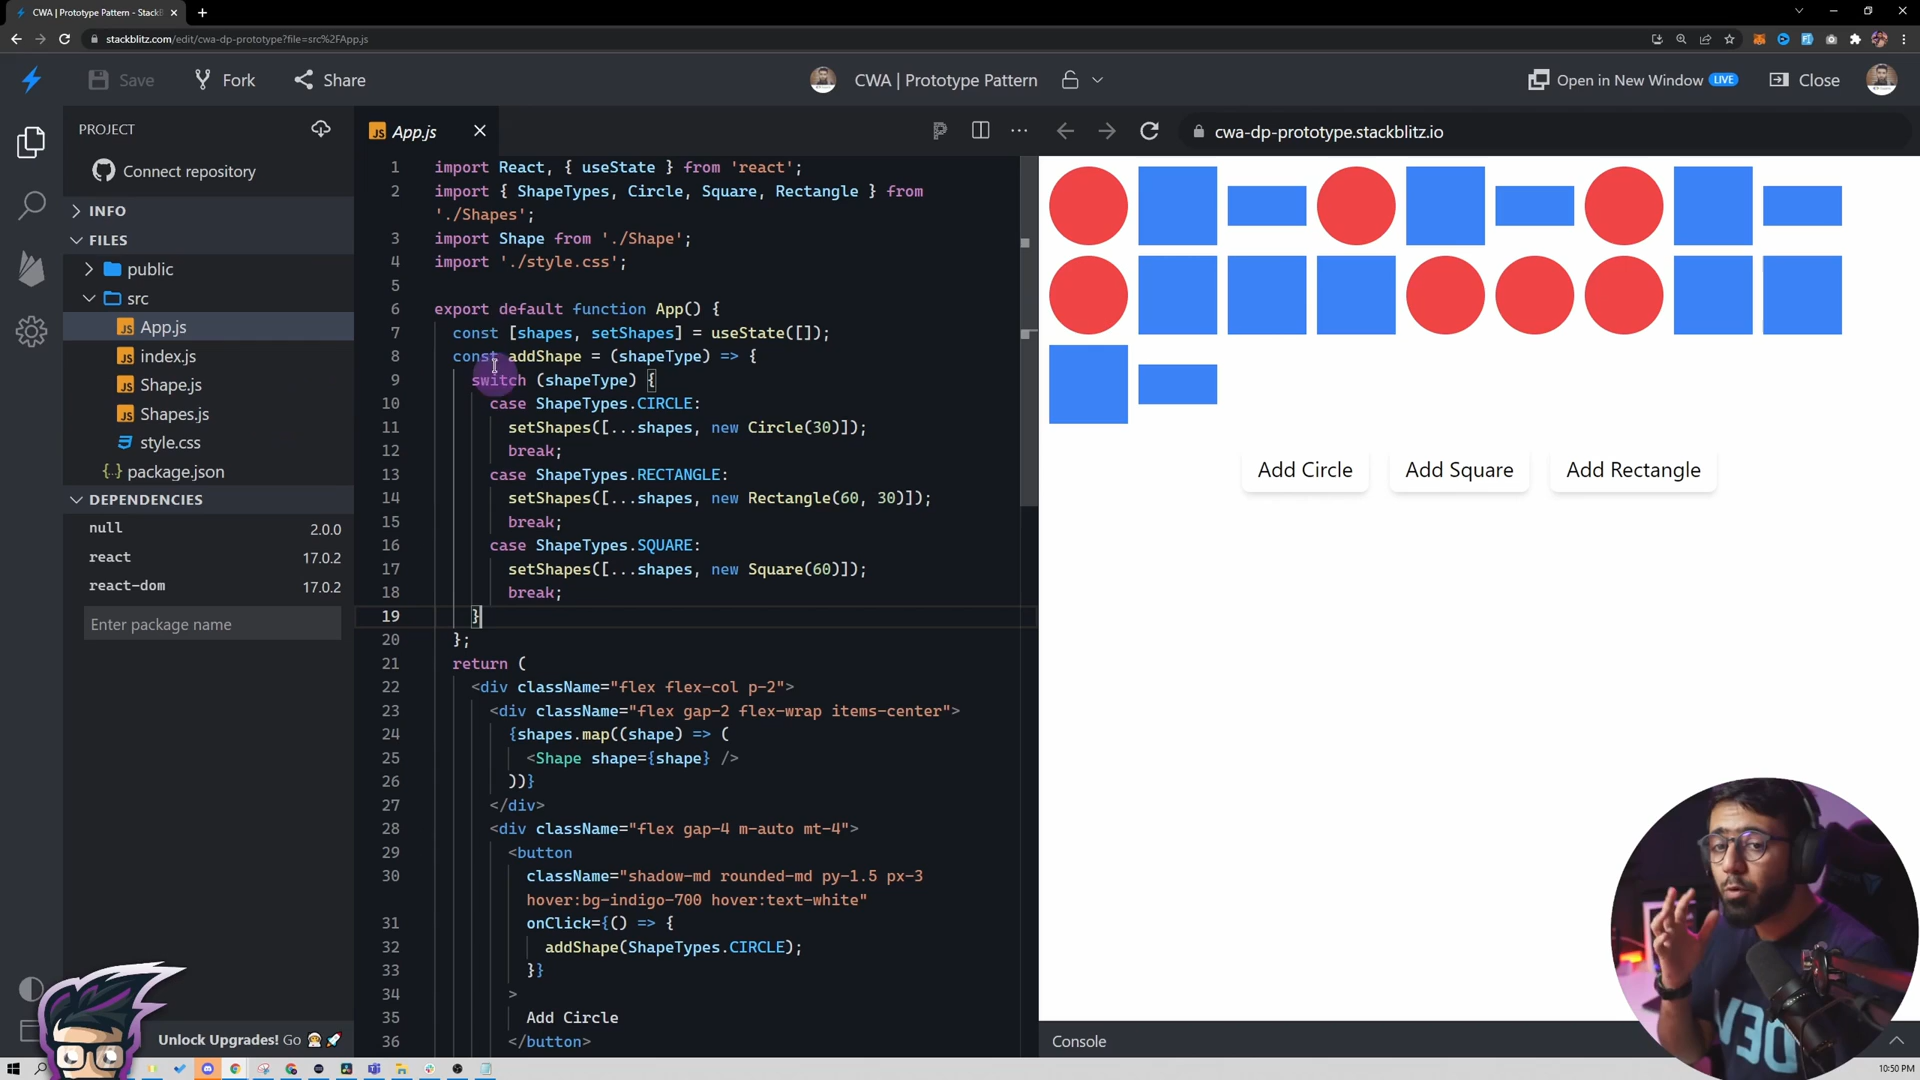 CWA | Prototype Pattern - StackBl
stackblitz.com/edit/cwa-dp-prototype?file=src%2FApp.js
Save
Fork
Share
CWA | Prototype Pattern
Open in New Window LIVE
Close
PROJECT
Connect repository
INFO
FILES
public
src
App.js
index.js
Shape.js
Shapes.js
style.css
package.json
DEPENDENCIES
null 2.0.0
react 17.0.2
react-dom 17.0.2
Enter package name
Unlock Upgrades! Go
JS App.js
1 import React, { useState } from 'react';
2 import { ShapeTypes, Circle, Square, Rectangle } from
'./Shapes';
3 import Shape from './Shape';
4 import './style.css';
5
6 export default function App() {
7 const [shapes, setShapes] = useState([]);
8 const addShape = (shapeType) => {
9 switch (shapeType) {
10 case ShapeTypes.CIRCLE:
11 setShapes([...shapes, new Circle(30)]);
12 break;
13 case ShapeTypes.RECTANGLE:
14 setShapes([...shapes, new Rectangle(60, 30)]);
15 break;
16 case ShapeTypes.SQUARE:
17 setShapes([...shapes, new Square(60)]);
18 break;
19 }
20 };
21 return (
22 <div className="flex flex-col p-2">
23 <div className="flex gap-2 flex-wrap items-center">
24 {shapes.map((shape) => (
25 <Shape shape={shape} />
26 ))}
27 </div>
28 <div className="flex gap-4 m-auto mt-4">
29 <button
30 className="shadow-md rounded-md py-1.5 px-3
hover:bg-indigo-700 hover:text-white"
31 onClick={() => {
32 addShape(ShapeTypes.CIRCLE);
33 }}
34 >
35 Add Circle
36 </button>
cwa-dp-prototype.stackblitz.io
Add Circle
Add Square
Add Rectangle
Console
DEV
10:50 PM